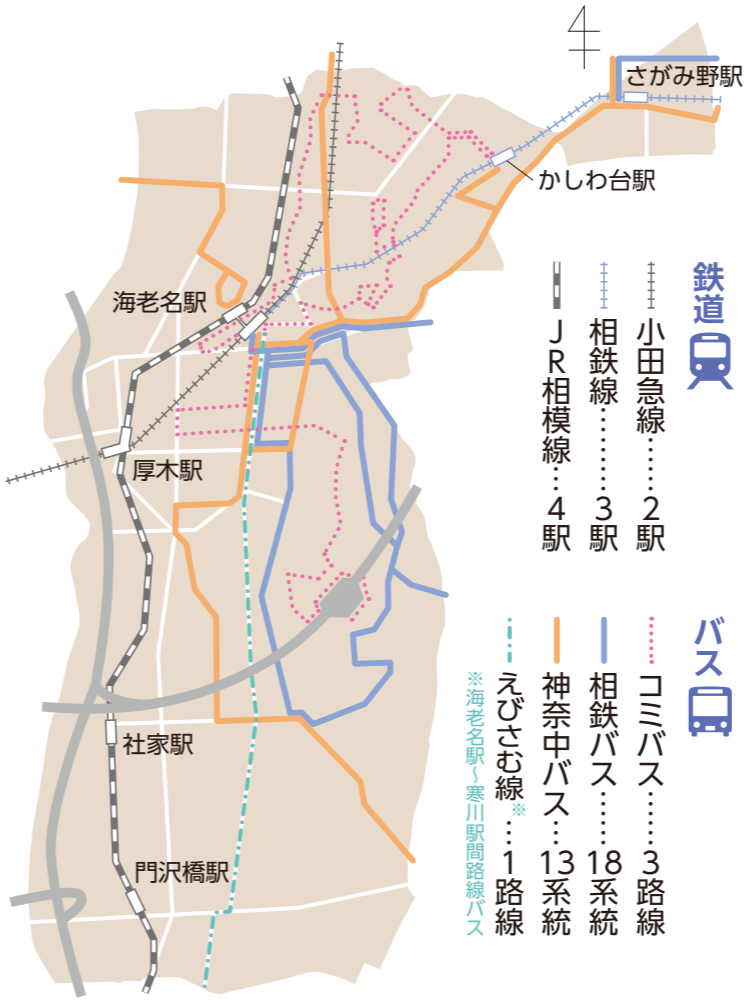 さがみ野駅
かしわ台駅
海老名駅
厚木駅
社家駅
門沢橋駅
鉄道
小田急線……2駅
相鉄線………3駅
JR相模線…4駅
バス
コミバス……3路線
相鉄バス……18系統
神奈中バス…13系統
えびさむ線※…1路線
※海老名駅~寒川駅間路線バス